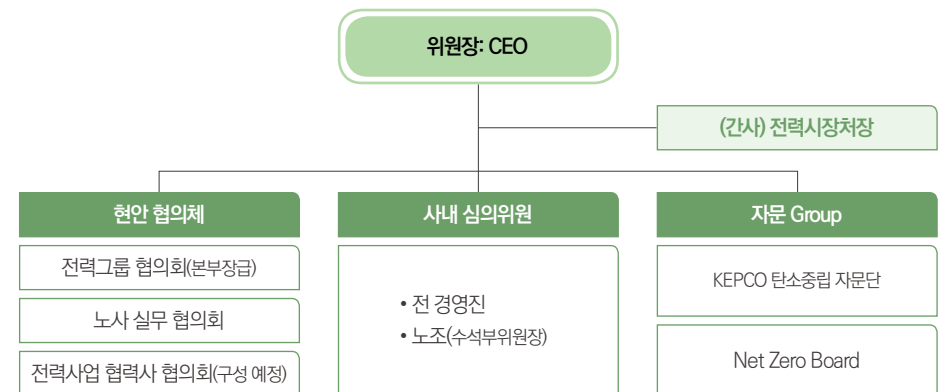 위원장: CEO
(간사) 전력시장처장
현안 협의체
전력그룹 협의회(본부장급)
노사 실무 협의회
전력사업 협력사 협의회(구성 예정)
사내 심의위원
• 전 경영진
• 노조(수석부위원장)
자문 Group
KEPCO 탄소중립 자문단
Net Zero Board